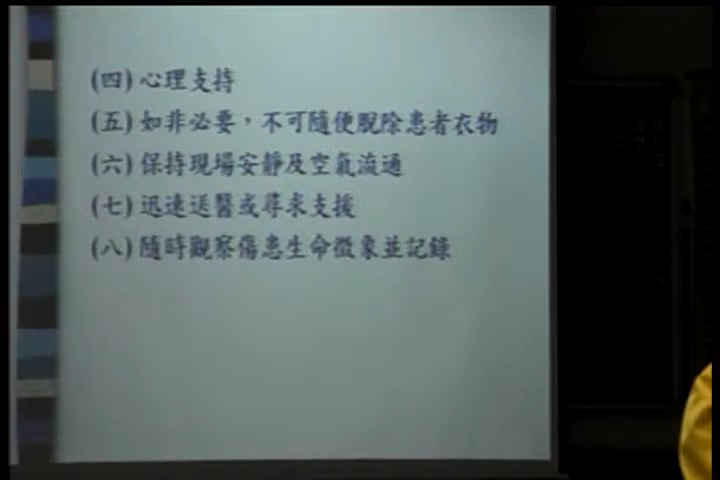 (四) 心理支持
(五) 如非必要，不可隨便脫除患者衣物
(六) 保持現場安靜及空氣流通
(七) 迅速送醫或尋求支援
(八) 隨時觀察傷患生命徵象並記錄